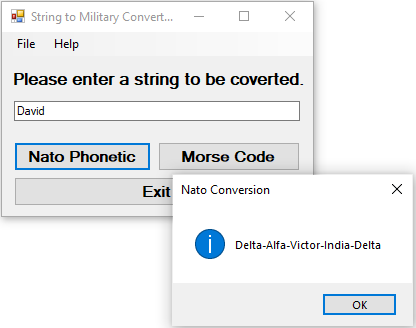 String to Military Convert...
File Help
Please enter a string to be coverted.
David
Nato Phonetic Morse Code
Exit
Nato Conversion
i
Delta-Alfa-Victor-India-Delta
OK